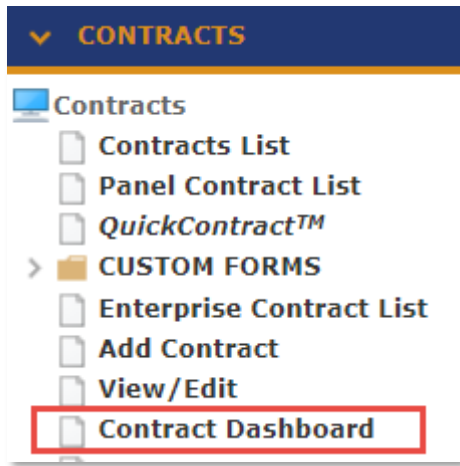 CONTRACTS
Contracts
Contracts List
Panel Contract List
QuickContract™
CUSTOM FORMS
Enterprise Contract List
Add Contract
View/Edit
Contract Dashboard